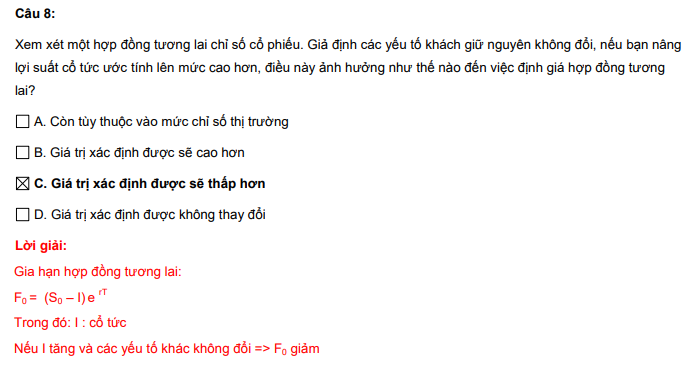 Câu 8:
Xem xét một hợp đồng tương lai chỉ số cổ phiếu. Giả định các yếu tố khách giữ nguyên không đổi, nếu bạn nâng
lợi suất cổ tức ước tính lên mức cao hơn, điều này ảnh hưởng như thế nào đến việc định giá hợp đồng tương
lai?
☐ A. Còn tùy thuộc vào mức chỉ số thị trường
☐ B. Giá trị xác định được sẽ cao hơn
☒ C. Giá trị xác định được sẽ thấp hơn
☐ D. Giá trị xác định được không thay đổi
Lời giải:
Gia hạn hợp đồng tương lai:
F₀ = (S₀ – I) e ʳᵀ
Trong đó: I : cổ tức
Nếu I tăng và các yếu tố khác không đổi => F₀ giảm